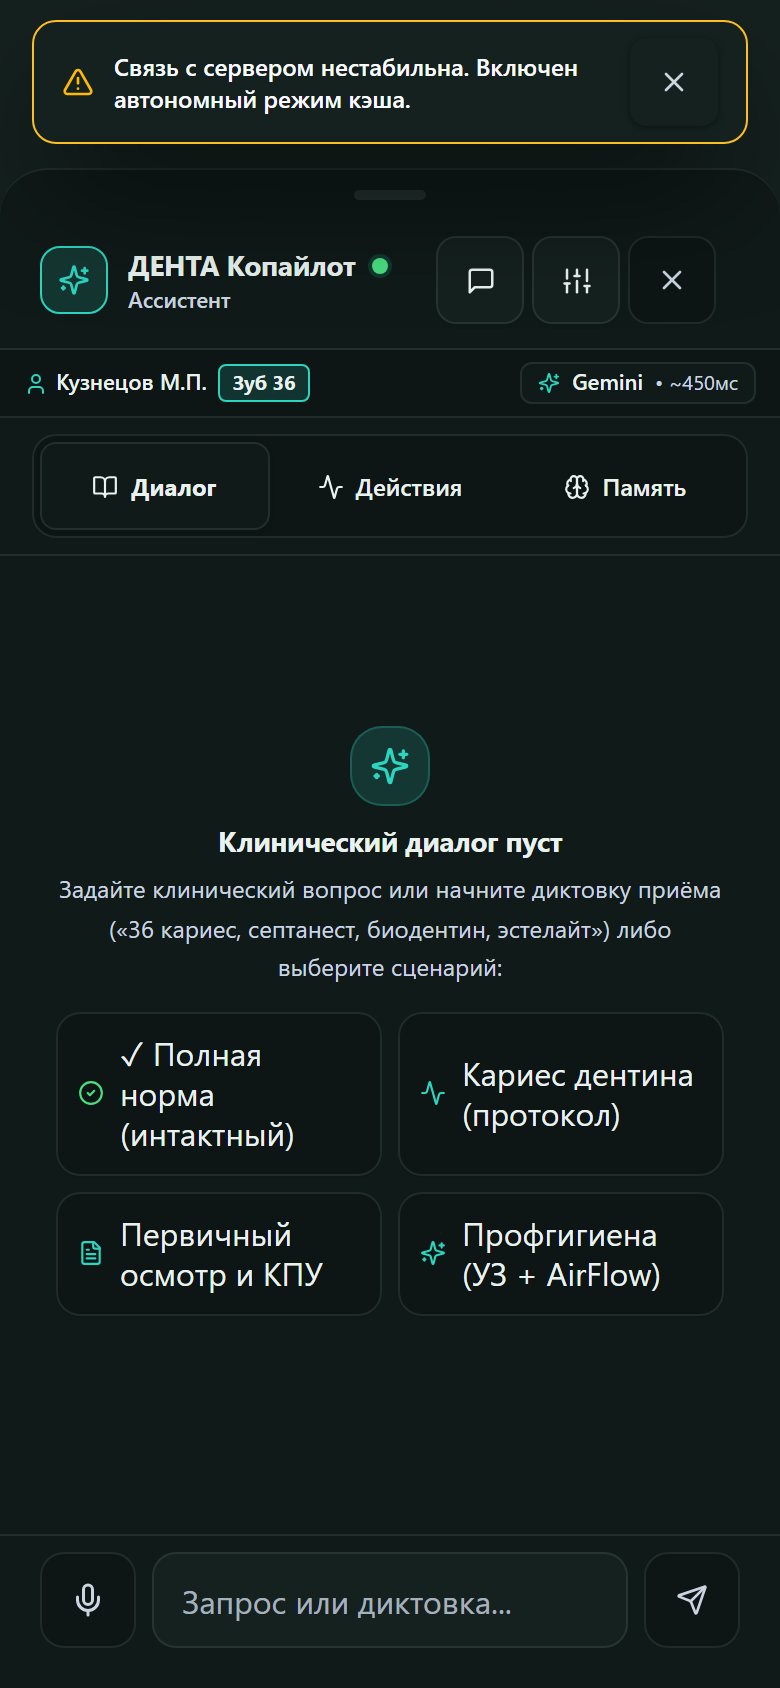 Связь с сервером нестабильна. Включен
автономный режим кэша.
ДЕНТА Копайлот
Ассистент
Кузнецов М.П.
Зуб 36
Gemini • ~450мс
Диалог
Действия
Память
Клинический диалог пуст
Задайте клинический вопрос или начните диктовку приёма
(«36 кариес, септанест, биодентин, эстелайт») либо
выберите сценарий:
✓ Полная
норма
(интактный)
Кариес дентина
(протокол)
Первичный
осмотр и КПУ
Профгигиена
(УЗ + AirFlow)
Запрос или диктовка...